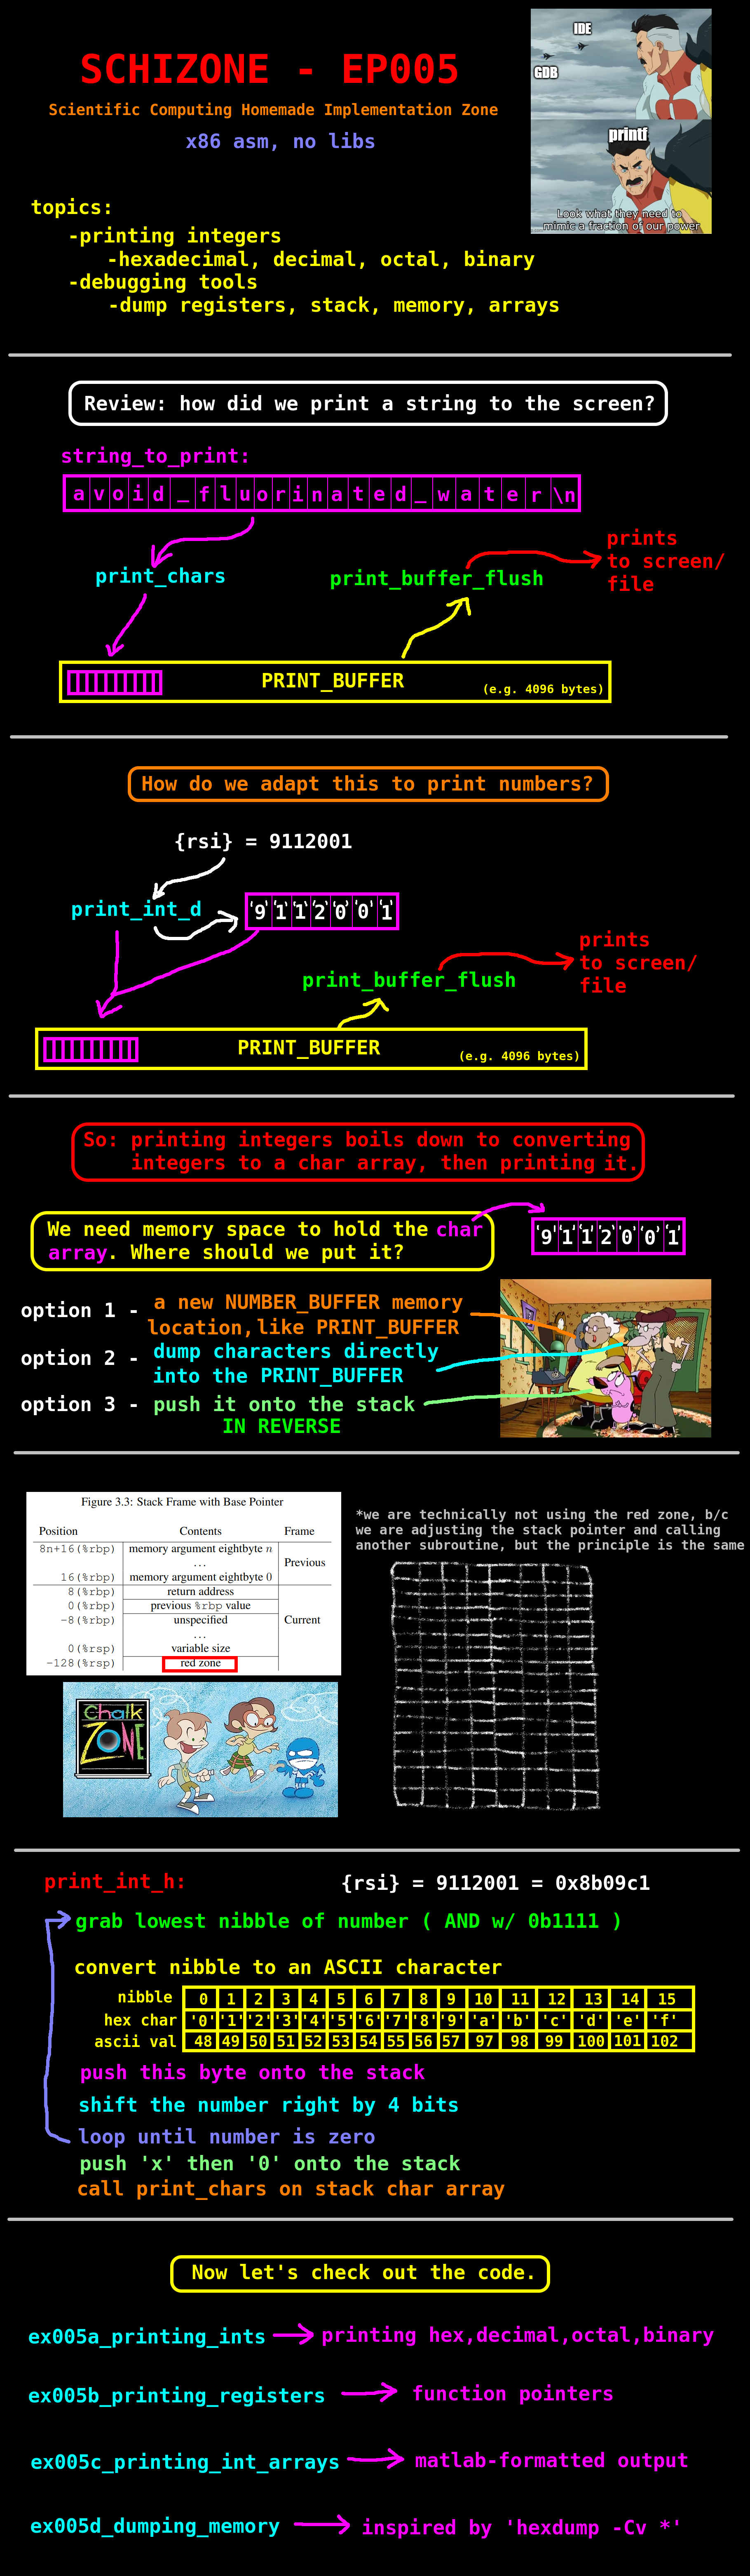 SCHIZONE - EP005
Scientific Computing Homemade Implementation Zone
x86 asm, no libs
IDE
GDB
printf
Look what they need to
mimic a fraction of our power
topics:
-printing integers
-hexadecimal, decimal, octal, binary
-debugging tools
-dump registers, stack, memory, arrays
Review: how did we print a string to the screen?
string_to_print:
a v o i d _ f l u o r i n a t e d _ w a t e r \n
print_chars
print_buffer_flush
prints
to screen/
file
PRINT_BUFFER
(e.g. 4096 bytes)
How do we adapt this to print numbers?
{rsi} = 9112001
print_int_d
'9' '1' '1' '2' '0' '0' '1'
print_buffer_flush
prints
to screen/
file
PRINT_BUFFER
(e.g. 4096 bytes)
So: printing integers boils down to converting
integers to a char array, then printing it.
We need memory space to hold the char
array. Where should we put it?
'9' '1' '1' '2' '0' '0' '1'
option 1 - a new NUMBER_BUFFER memory
location, like PRINT_BUFFER
option 2 - dump characters directly
into the PRINT_BUFFER
option 3 - push it onto the stack
IN REVERSE
Figure 3.3: Stack Frame with Base Pointer
Position Contents Frame
8n+16(%rbp) memory argument eightbyte n
. . . Previous
16(%rbp) memory argument eightbyte 0
8(%rbp) return address
0(%rbp) previous %rbp value
-8(%rbp) unspecified Current
. . .
0(%rsp) variable size
-128(%rsp) red zone
*we are technically not using the red zone, b/c
we are adjusting the stack pointer and calling
another subroutine, but the principle is the same
Chalk
ZONE
print_int_h:
{rsi} = 9112001 = 0x8b09c1
grab lowest nibble of number ( AND w/ 0b1111 )
convert nibble to an ASCII character
nibble 0 1 2 3 4 5 6 7 8 9 10 11 12 13 14 15
hex char '0' '1' '2' '3' '4' '5' '6' '7' '8' '9' 'a' 'b' 'c' 'd' 'e' 'f'
ascii val 48 49 50 51 52 53 54 55 56 57 97 98 99 100 101 102
push this byte onto the stack
shift the number right by 4 bits
loop until number is zero
push 'x' then '0' onto the stack
call print_chars on stack char array
Now let's check out the code.
ex005a_printing_ints printing hex,decimal,octal,binary
ex005b_printing_registers function pointers
ex005c_printing_int_arrays matlab-formatted output
ex005d_dumping_memory inspired by 'hexdump -Cv *'